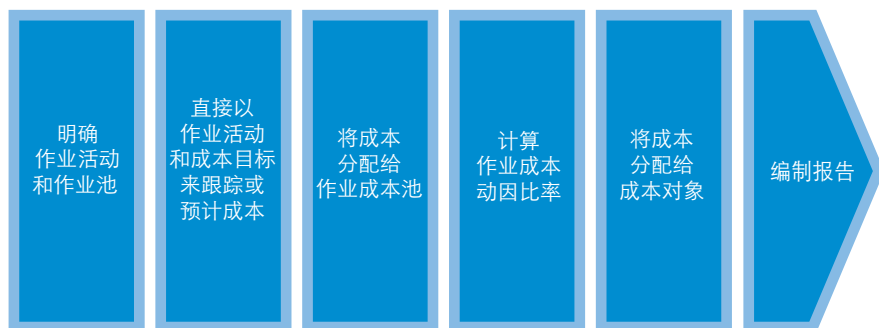 明确
作业活动
和作业池
直接以
作业活动
和成本目标
来跟踪或
预计成本
将成本
分配给
作业成本池
计算
作业成本
动因比率
将成本
分配给
成本对象
编制报告